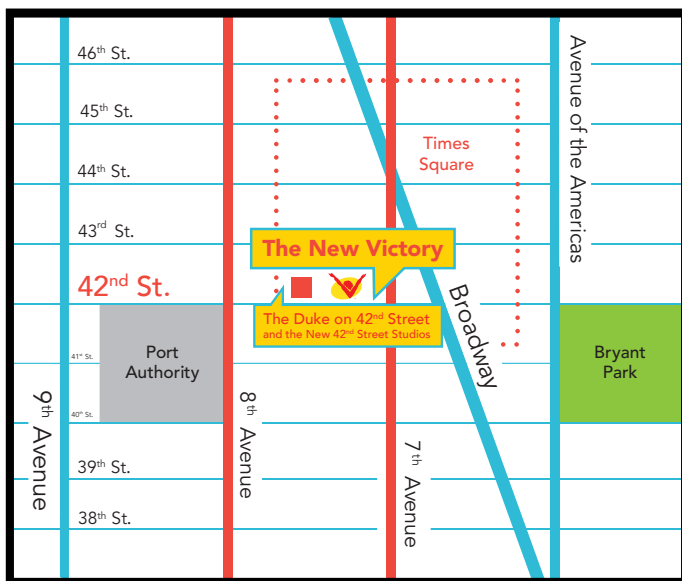 46th St.
45th St.
44th St.
43rd St.
42nd St.
41st St.
40th St.
39th St.
38th St.
Times
Square
The New Victory
The Duke on 42nd Street
and the New 42nd Street Studios
Port
Authority
Bryant
Park
9th Avenue
8th Avenue
7th Avenue
Broadway
Avenue of the Americas